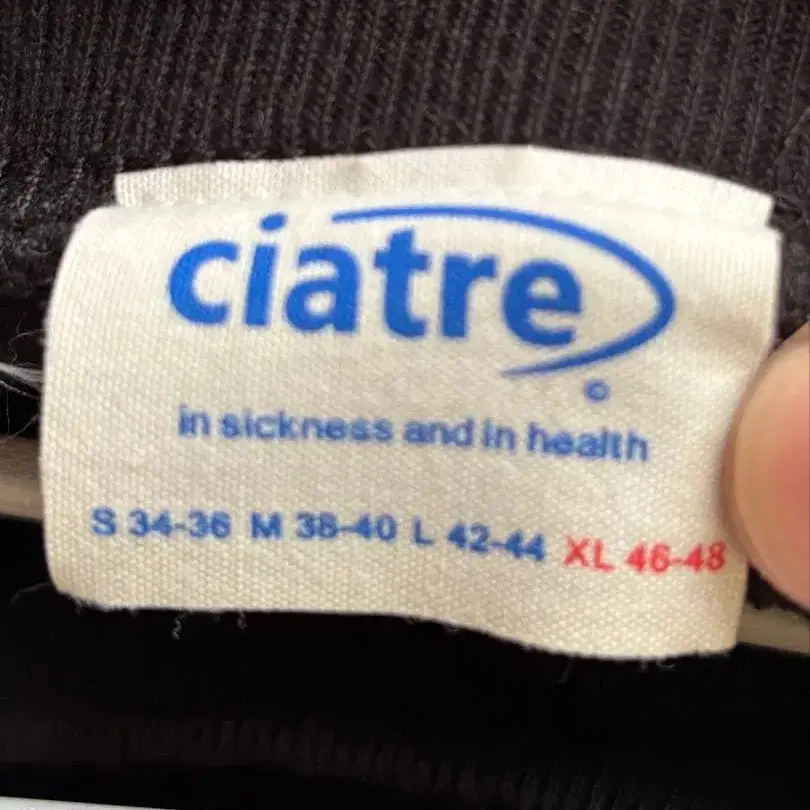 ciatre
©
in sickness and in health
S 34-36 M 38-40 L 42-44 XL 46-48